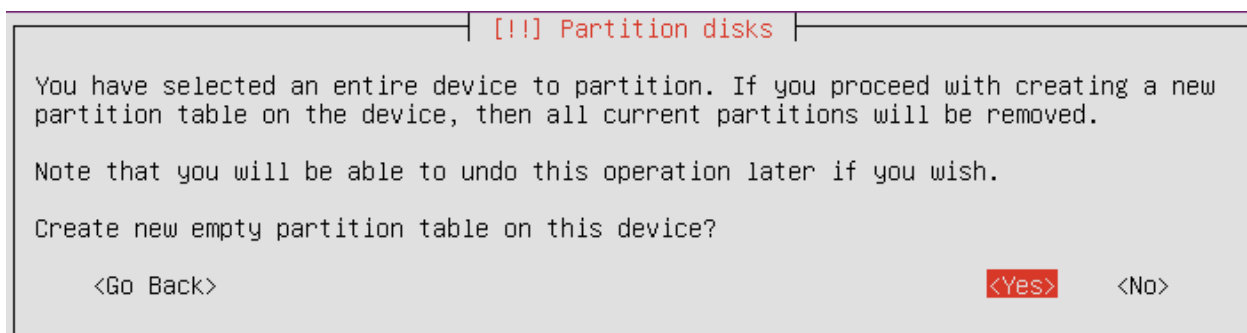 [!!] Partition disks
You have selected an entire device to partition. If you proceed with creating a new
partition table on the device, then all current partitions will be removed.
Note that you will be able to undo this operation later if you wish.
Create new empty partition table on this device?
<Go Back> <Yes> <No>